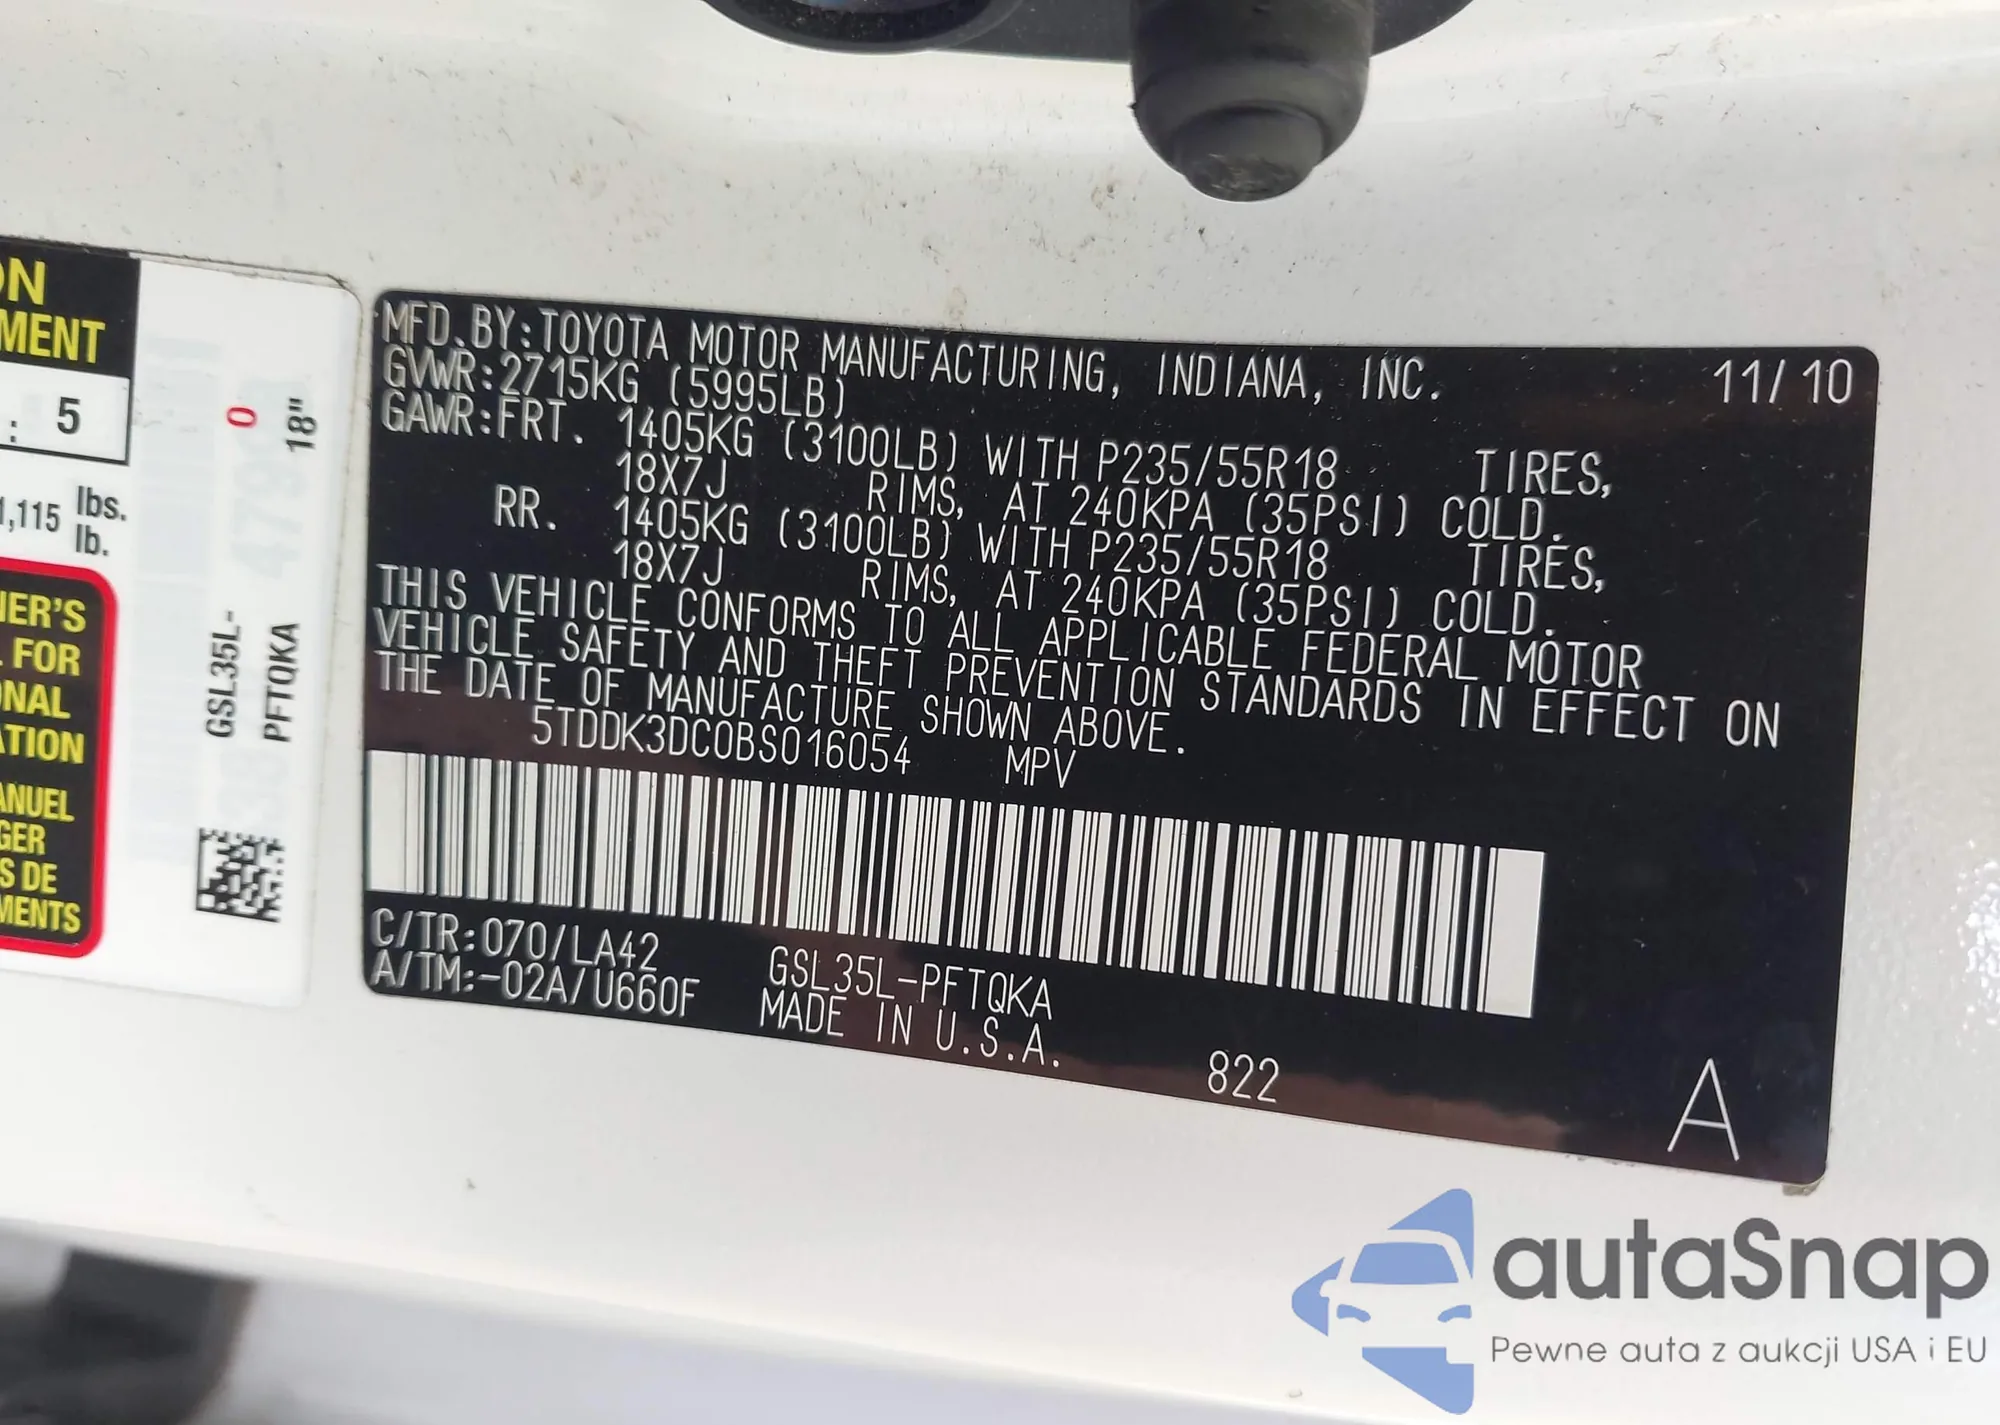 ON
MENT
: 5
1,115 lbs.
lb.
NER'S
FOR
ONAL
ATION
ANUEL
GER
S DE
MENTS
0
18"
GSL35L-
PFTQKA
MFD.BY:TOYOTA MOTOR MANUFACTURING, INDIANA, INC. 11/10
GVWR:2715KG (5995LB)
GAWR:FRT. 1405KG (3100LB) WITH P235/55R18 TIRES,
18X7J RIMS, AT 240KPA (35PSI) COLD.
RR. 1405KG (3100LB) WITH P235/55R18 TIRES,
18X7J RIMS, AT 240KPA (35PSI) COLD.
THIS VEHICLE CONFORMS TO ALL APPLICABLE FEDERAL MOTOR
VEHICLE SAFETY AND THEFT PREVENTION STANDARDS IN EFFECT ON
THE DATE OF MANUFACTURE SHOWN ABOVE.
5TDDK3DC0BS016054 MPV
C/TR:070/LA42 GSL35L-PFTQKA
A/TM:-02A/U660F MADE IN U.S.A.
822
A
autaSnap
Pewne auta z aukcji USA i EU